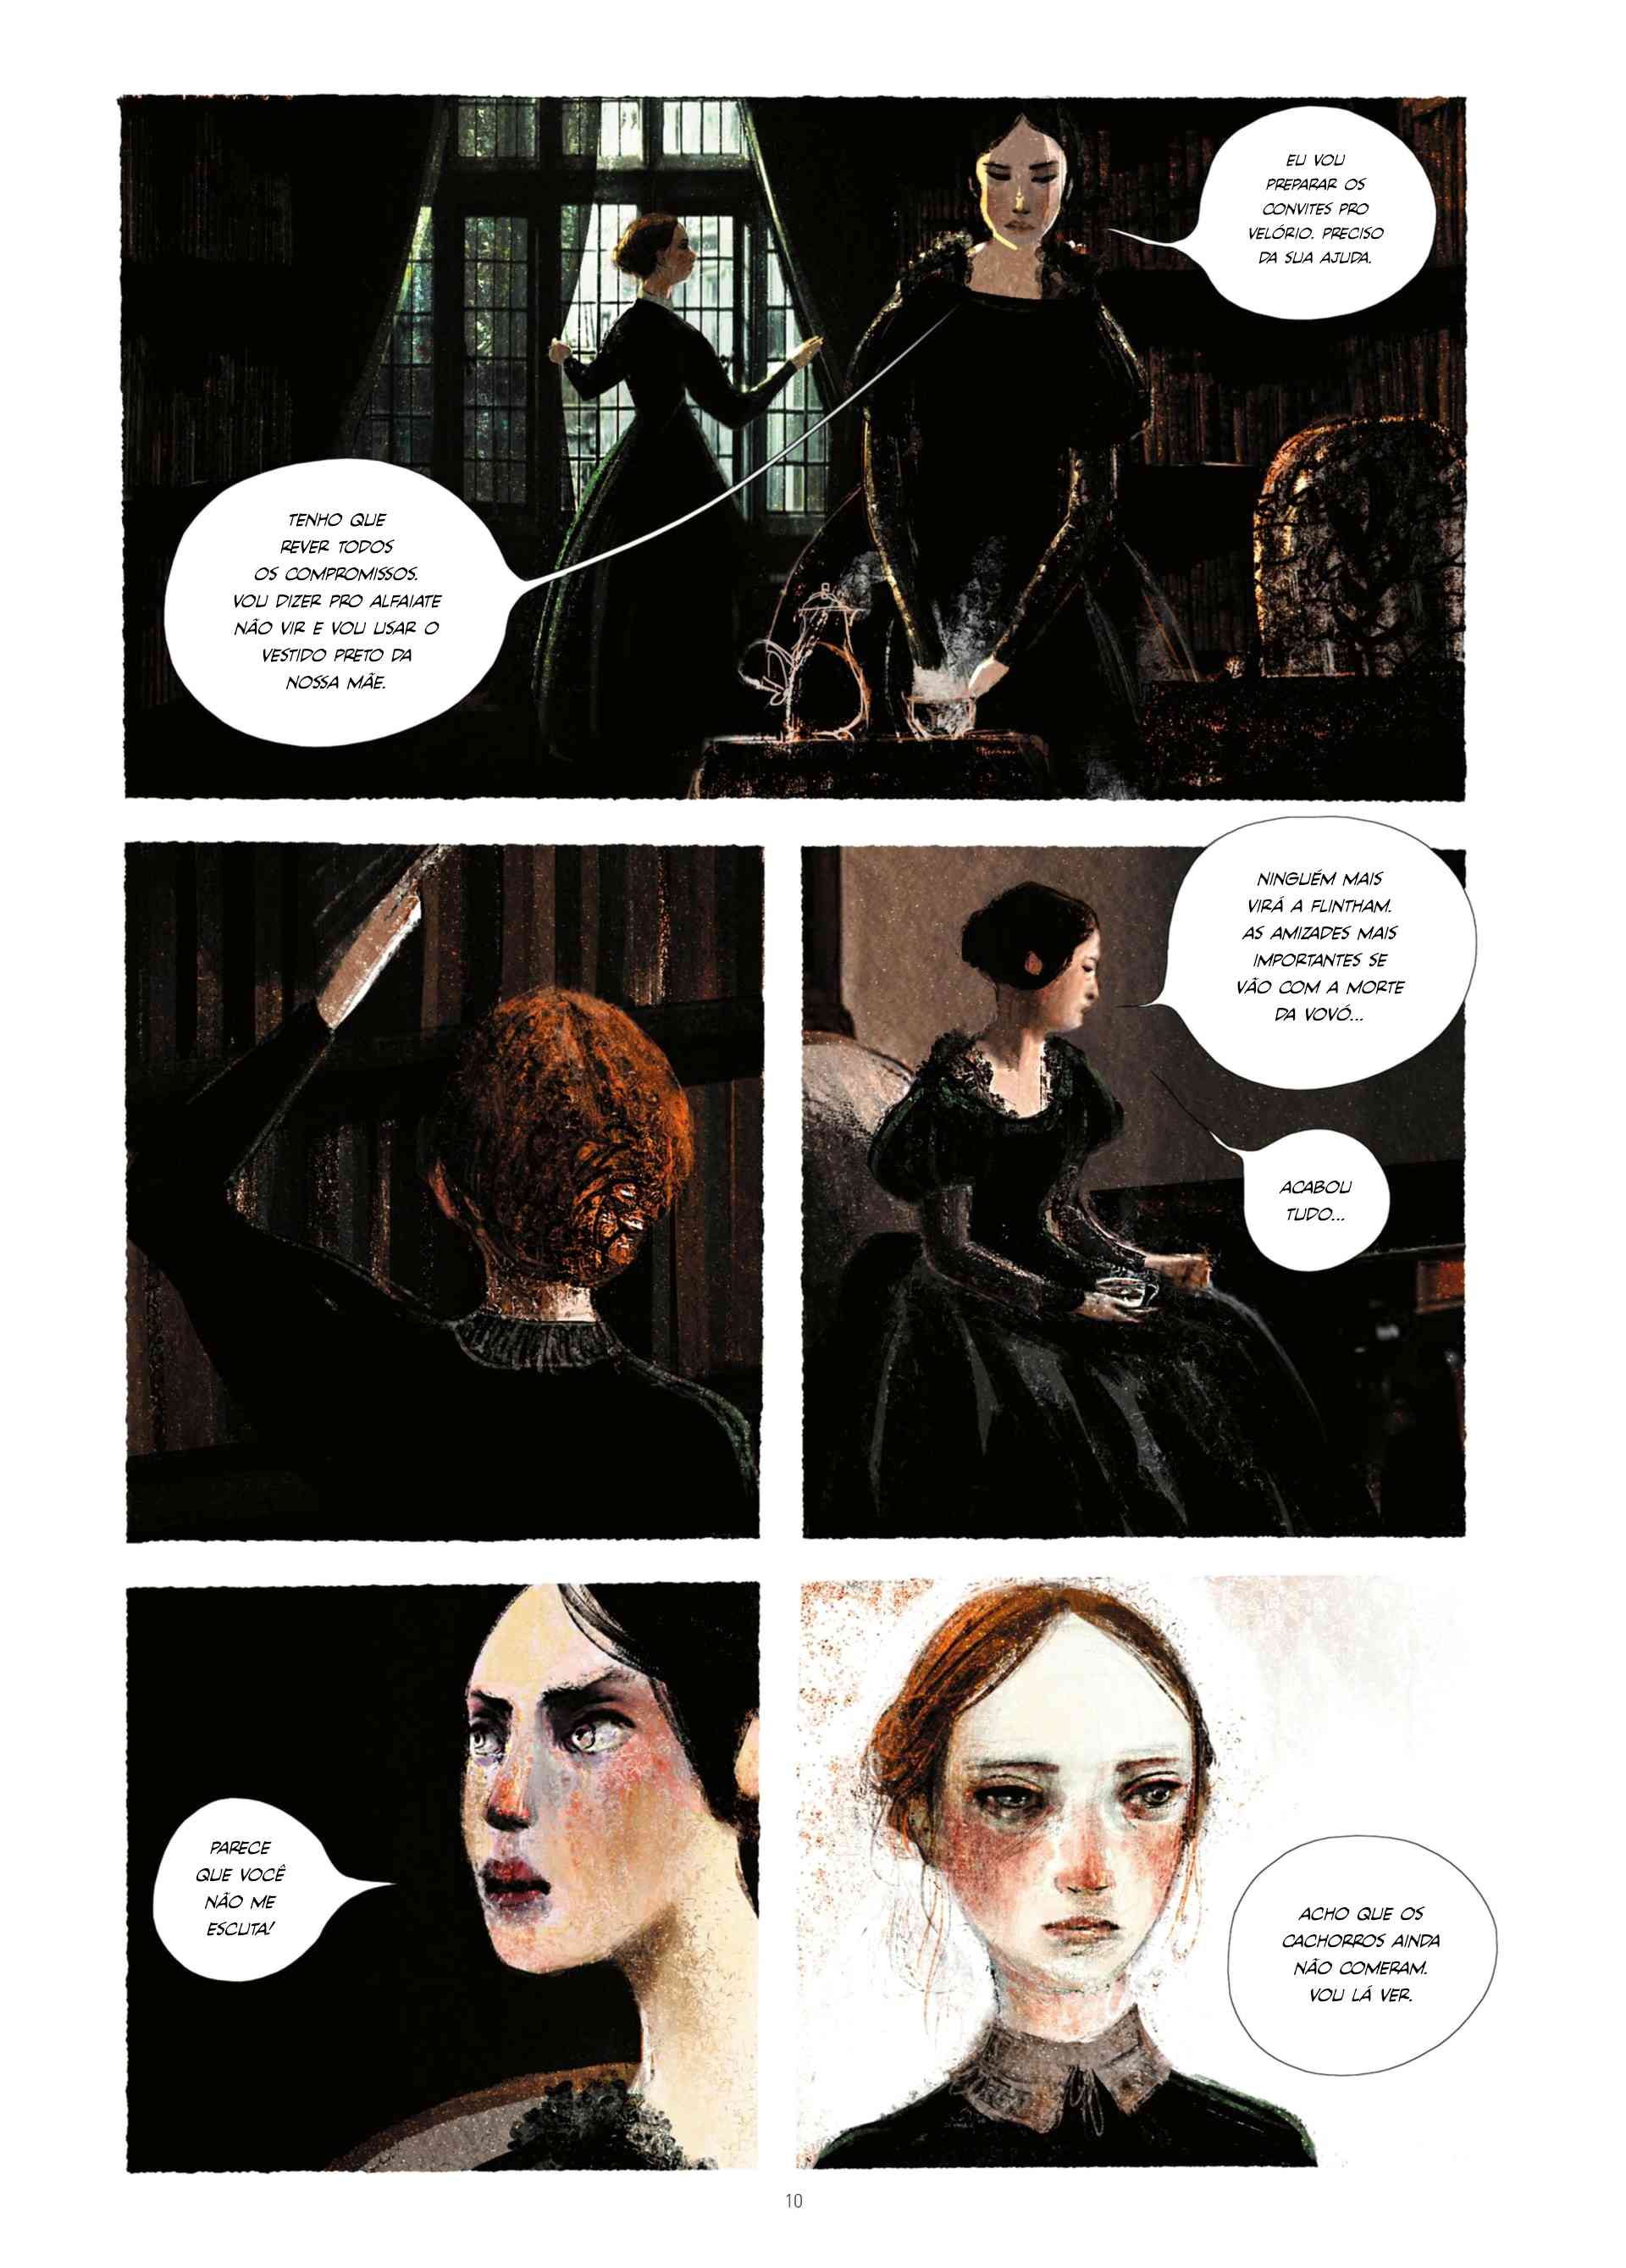 EU VOU
PREPARAR OS
CONVITES PRO
VELÓRIO. PRECISO
DA SUA AJUDA.
TENHO QUE
REVER TODOS
OS COMPROMISSOS.
VOU DIZER PRO ALFAIATE
NÃO VIR E VOU USAR O
VESTIDO PRETO DA
NOSSA MÃE.
NINGUÉM MAIS
VIRÁ A FLINTHAM.
AS AMIZADES MAIS
IMPORTANTES SE
VÃO COM A MORTE
DA VOVÓ...
ACABOU
TUDO...
PARECE
QUE VOCÊ
NÃO ME
ESCUTA!
ACHO QUE OS
CACHORROS AINDA
NÃO COMERAM.
VOU LÁ VER.
10